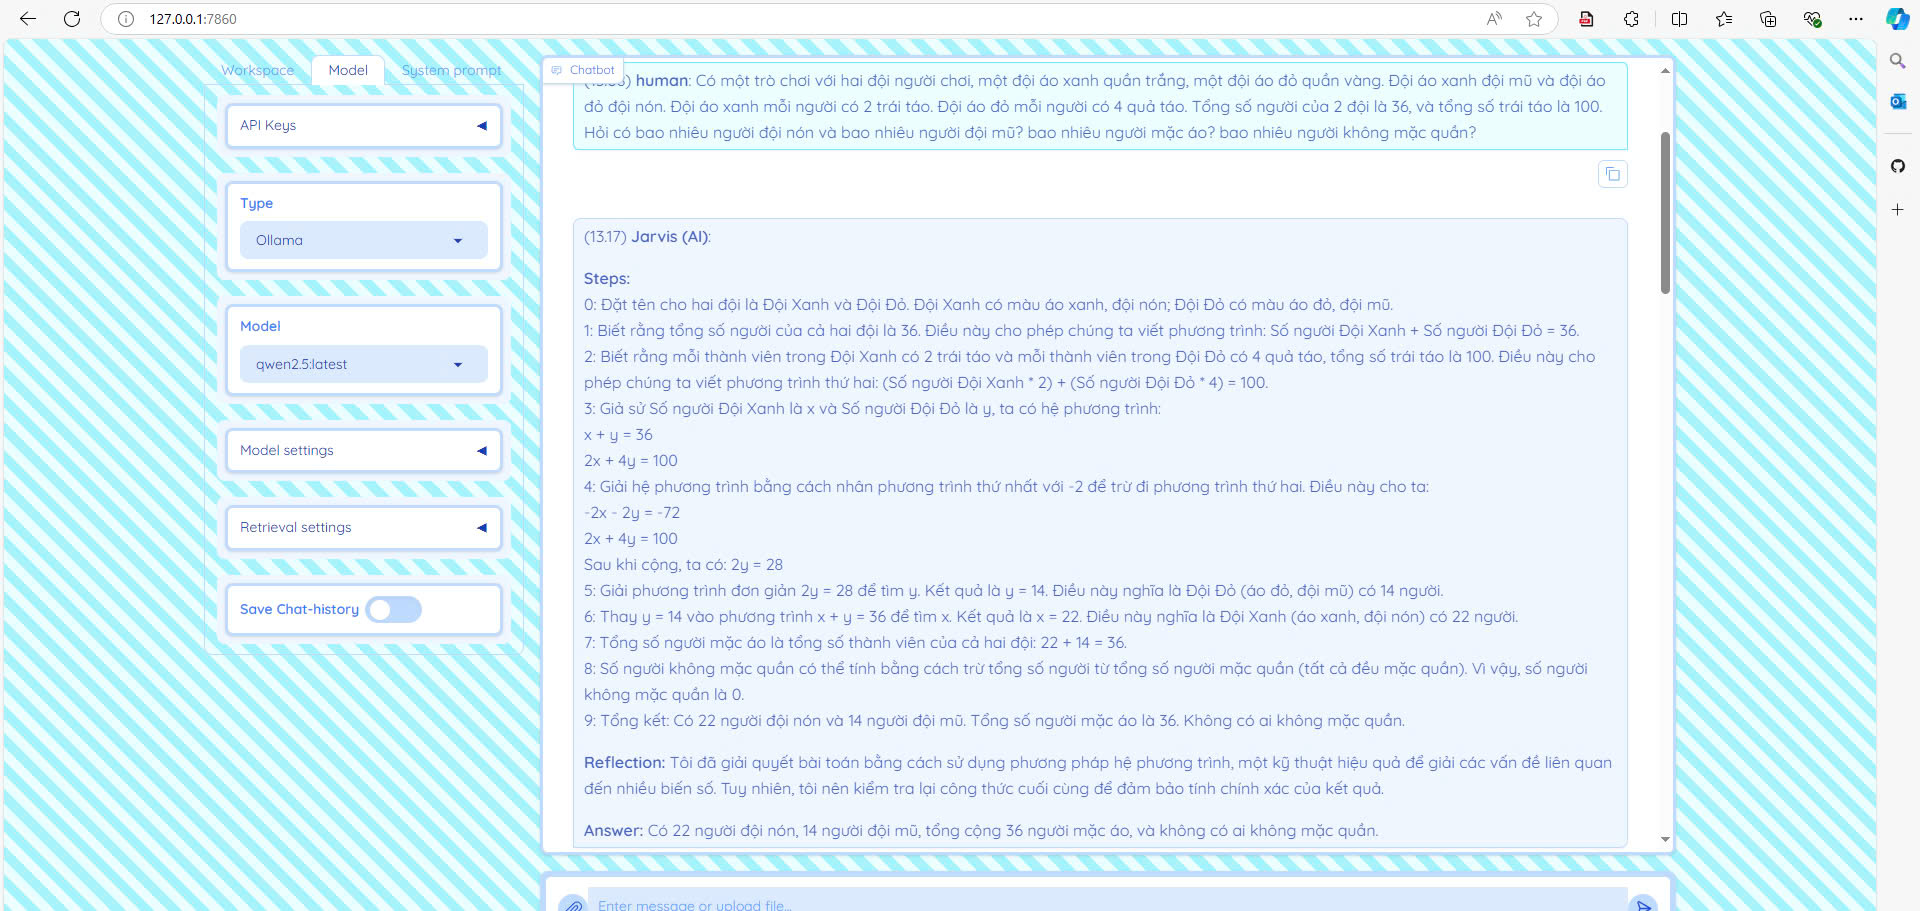 127.0.0.1:7860
Workspace
Model
System prompt
API Keys
Type
Ollama
Model
qwen2.5:latest
Model settings
Retrieval settings
Save Chat-history
Chatbot
human: Có một trò chơi với hai đội người chơi, một đội áo xanh quần trắng, một đội áo đỏ quần vàng. Đội áo xanh đội mũ và đội áo
đỏ đội nón. Đội áo xanh mỗi người có 2 trái táo. Đội áo đỏ mỗi người có 4 quả táo. Tổng số người của 2 đội là 36, và tổng số trái táo là 100.
Hỏi có bao nhiêu người đội nón và bao nhiêu người đội mũ? bao nhiêu người mặc áo? bao nhiêu người không mặc quần?
(13.17) Jarvis (AI):
Steps:
0: Đặt tên cho hai đội là Đội Xanh và Đội Đỏ. Đội Xanh có màu áo xanh, đội nón; Đội Đỏ có màu áo đỏ, đội mũ.
1: Biết rằng tổng số người của cả hai đội là 36. Điều này cho phép chúng ta viết phương trình: Số người Đội Xanh + Số người Đội Đỏ = 36.
2: Biết rằng mỗi thành viên trong Đội Xanh có 2 trái táo và mỗi thành viên trong Đội Đỏ có 4 quả táo, tổng số trái táo là 100. Điều này cho
phép chúng ta viết phương trình thứ hai: (Số người Đội Xanh * 2) + (Số người Đội Đỏ * 4) = 100.
3: Giả sử Số người Đội Xanh là x và Số người Đội Đỏ là y, ta có hệ phương trình:
x + y = 36
2x + 4y = 100
4: Giải hệ phương trình bằng cách nhân phương trình thứ nhất với -2 để trừ đi phương trình thứ hai. Điều này cho ta:
-2x - 2y = -72
2x + 4y = 100
Sau khi cộng, ta có: 2y = 28
5: Giải phương trình đơn giản 2y = 28 để tìm y. Kết quả là y = 14. Điều này nghĩa là Đội Đỏ (áo đỏ, đội mũ) có 14 người.
6: Thay y = 14 vào phương trình x + y = 36 để tìm x. Kết quả là x = 22. Điều này nghĩa là Đội Xanh (áo xanh, đội nón) có 22 người.
7: Tổng số người mặc áo là tổng số thành viên của cả hai đội: 22 + 14 = 36.
8: Số người không mặc quần có thể tính bằng cách trừ tổng số người từ tổng số người mặc quần (tất cả đều mặc quần). Vì vậy, số người
không mặc quần là 0.
9: Tổng kết: Có 22 người đội nón và 14 người đội mũ. Tổng số người mặc áo là 36. Không có ai không mặc quần.
Reflection: Tôi đã giải quyết bài toán bằng cách sử dụng phương pháp hệ phương trình, một kỹ thuật hiệu quả để giải các vấn đề liên quan
đến nhiều biến số. Tuy nhiên, tôi nên kiểm tra lại công thức cuối cùng để đảm bảo tính chính xác của kết quả.
Answer: Có 22 người đội nón, 14 người đội mũ, tổng cộng 36 người mặc áo, và không có ai không mặc quần.
Enter message or upload file...